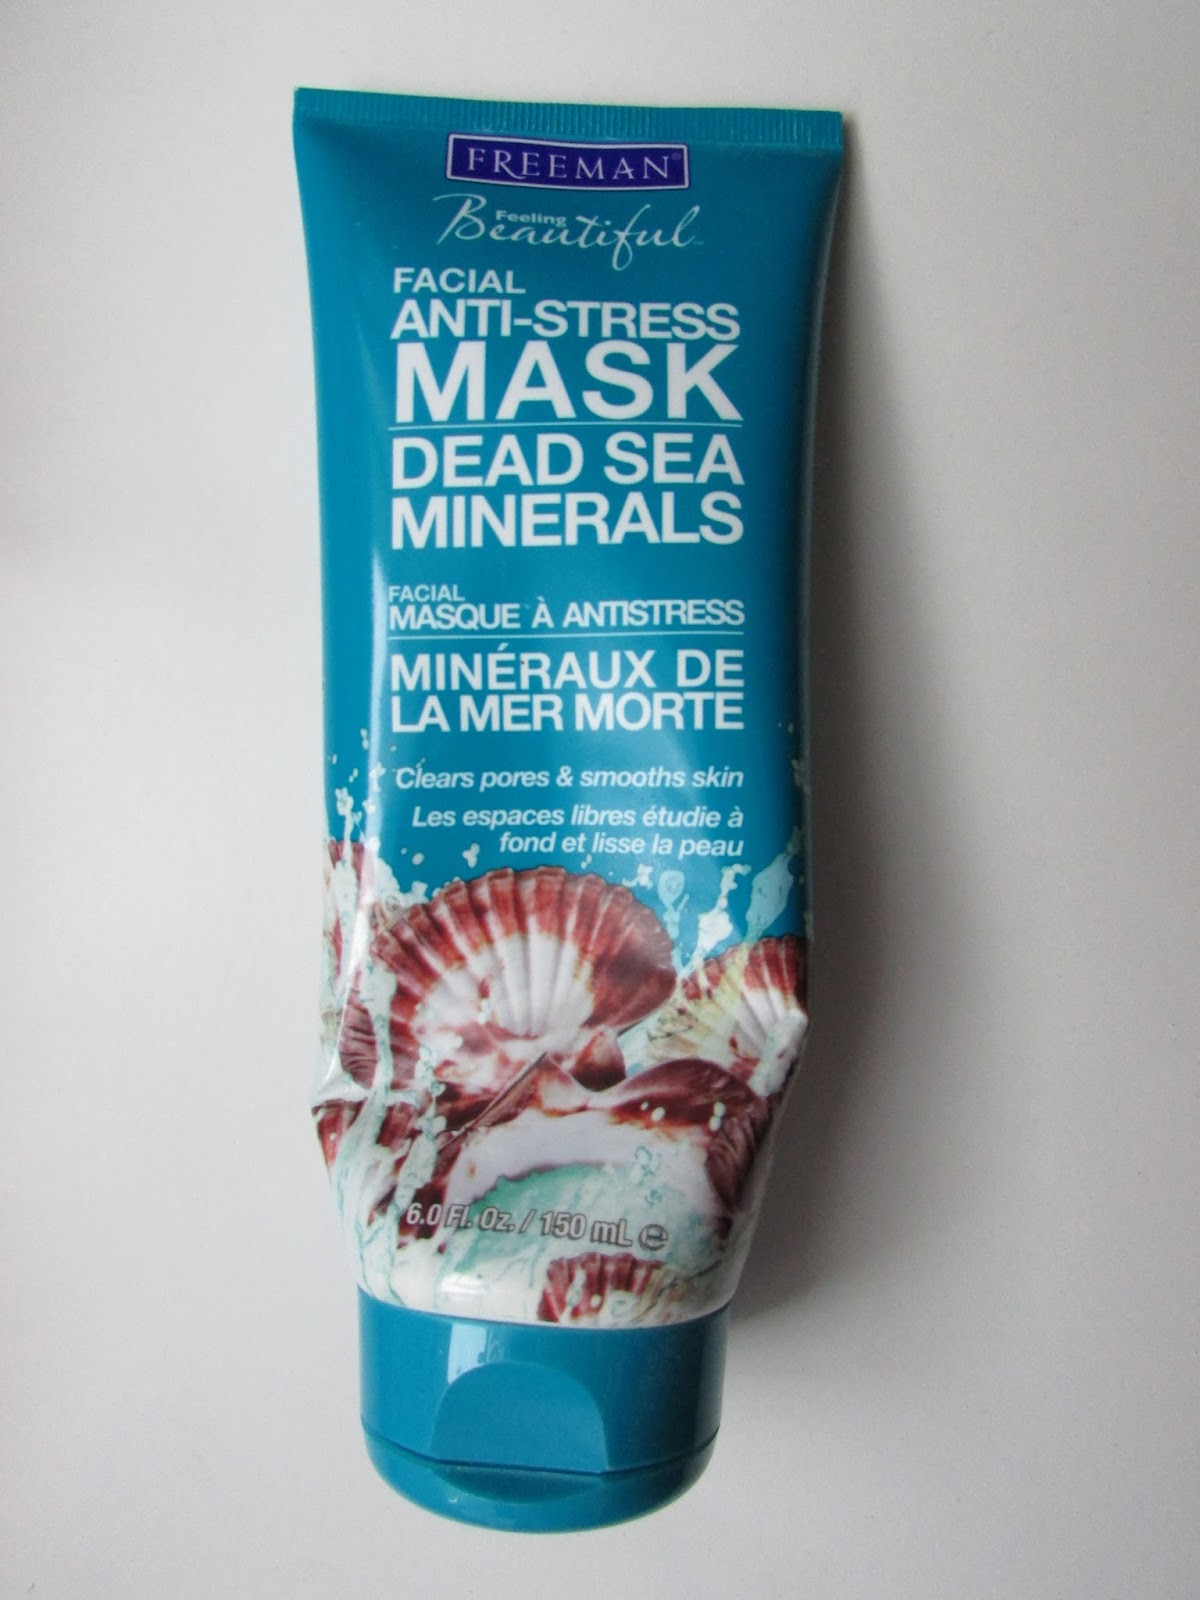 FREEMAN®
Feeling
Beautiful™
FACIAL
ANTI-STRESS
MASK
DEAD SEA
MINERALS
FACIAL
MASQUE À ANTISTRESS
MINÉRAUX DE
LA MER MORTE
Clears pores & smooths skin
Les espaces libres étudie à
fond et lisse la peau
6.0 Fl. Oz. / 150 mL ℮